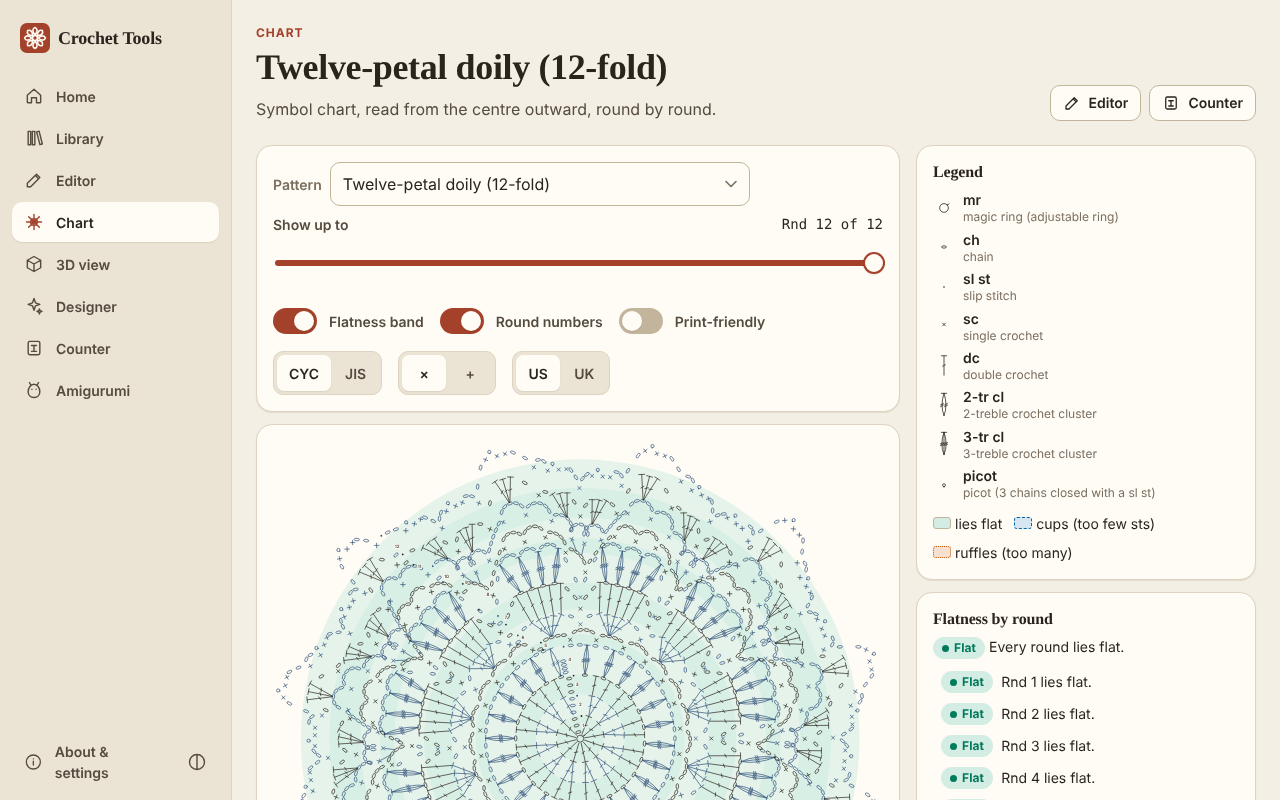 Crochet Tools
Home
Library
Editor
Chart
3D view
Designer
Counter
Amigurumi
About &
settings
CHART
Twelve-petal doily (12-fold)
Symbol chart, read from the centre outward, round by round.
Editor
Counter
Pattern
Twelve-petal doily (12-fold)
Show up to
Rnd 12 of 12
Flatness band
Round numbers
Print-friendly
CYC
JIS
×
+
US
UK
Legend
mr
magic ring (adjustable ring)
ch
chain
sl st
slip stitch
sc
single crochet
dc
double crochet
2-tr cl
2-treble crochet cluster
3-tr cl
3-treble crochet cluster
picot
picot (3 chains closed with a sl st)
lies flat
cups (too few sts)
ruffles (too many)
Flatness by round
Flat Every round lies flat.
Flat Rnd 1 lies flat.
Flat Rnd 2 lies flat.
Flat Rnd 3 lies flat.
Flat Rnd 4 lies flat.